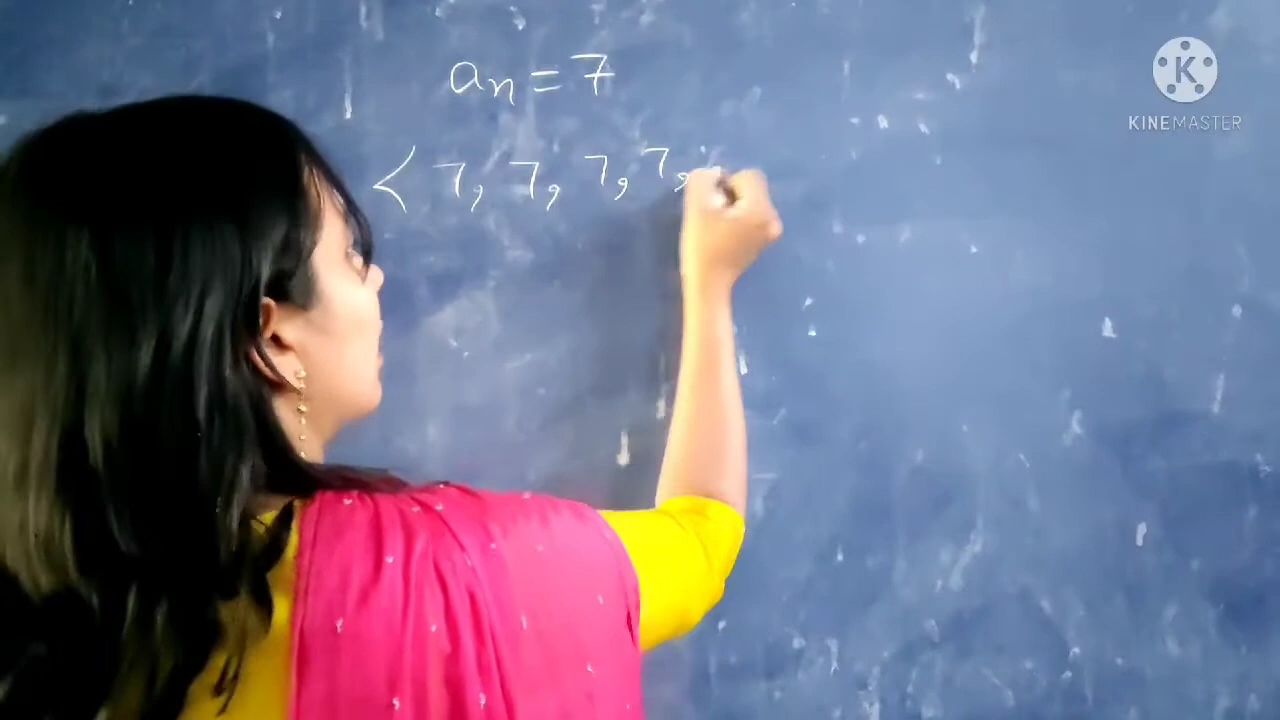 aₙ = 7
< 7, 7, 7, 7,
K
KINEMASTER